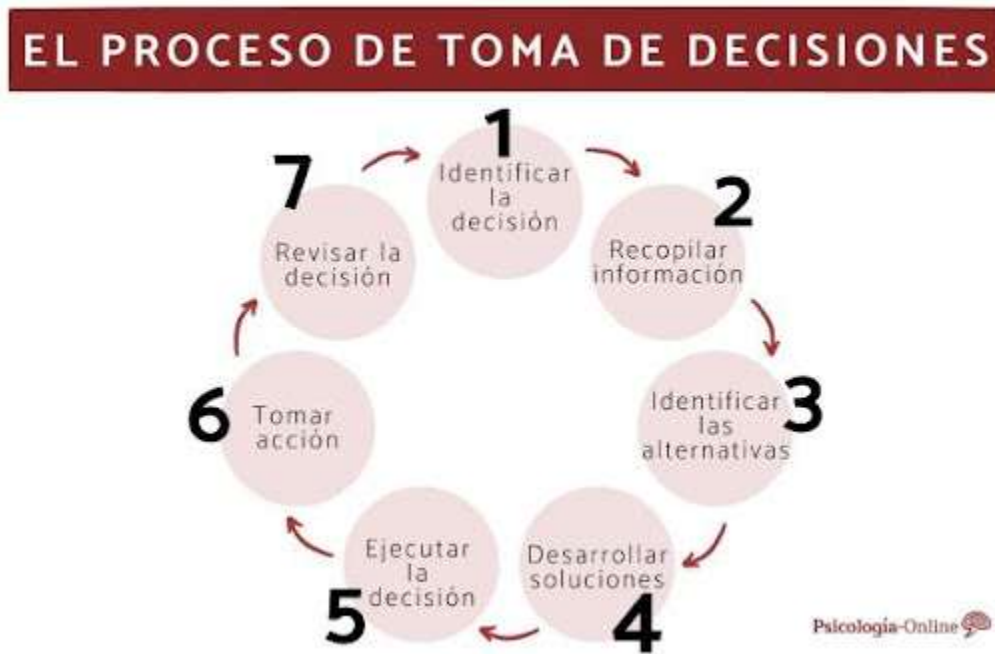 EL PROCESO DE TOMA DE DECISIONES
1
Identificar
la
decisión
2
Recopilar
información
3
Identificar
las
alternativas
4
Desarrollar
soluciones
5
Ejecutar
la
decisión
6
Tomar
acción
7
Revisar la
decisión
Psicología-Online